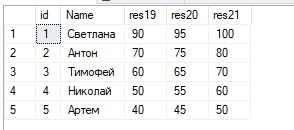 id Name res19 res20 res21
1 1 Светлана 90 95 100
2 2 Антон 70 75 80
3 3 Тимофей 60 65 70
4 4 Николай 50 55 60
5 5 Артем 40 45 50